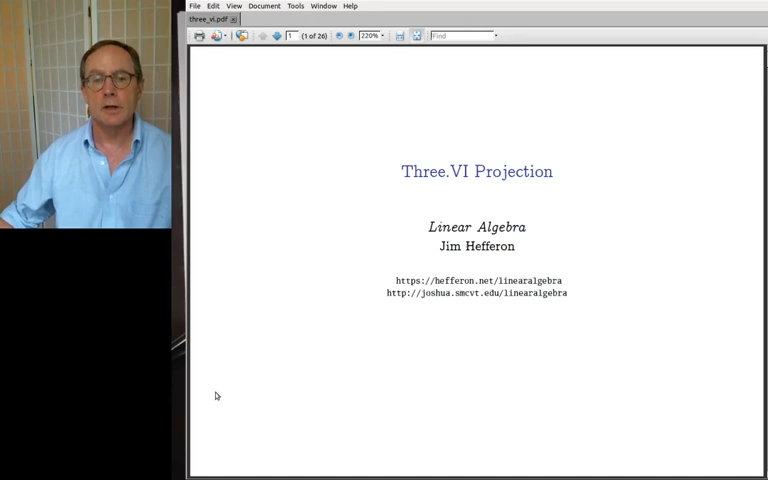 File Edit View Document Tools Window Help
three_vi.pdf
1 (1 of 26) 220% Find
Three.VI Projection
Linear Algebra
Jim Hefferon
https://hefferon.net/linearalgebra
http://joshua.smcvt.edu/linearalgebra